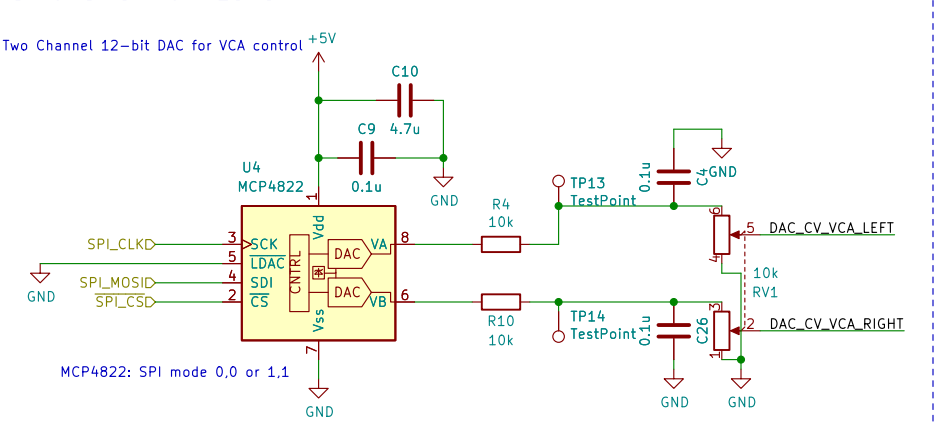 Two Channel 12-bit DAC for VCA control
+5V
C10
4.7u
C9
0.1u
GND
U4
MCP4822
1
Vdd
3
SCK
5
LDAC
4
SDI
2
CS
CNTRL
DAC
DAC
VA
8
VB
6
Vss
7
GND
SPI_CLK
GND
SPI_MOSI
SPI_CS
MCP4822: SPI mode 0,0 or 1,1
R4
10k
R10
10k
TP13
TestPoint
TP14
TestPoint
0.1u
C4
GND
6
5
4
DAC_CV_VCA_LEFT
10k
RV1
0.1u
C26
3
2
1
DAC_CV_VCA_RIGHT
GND
GND